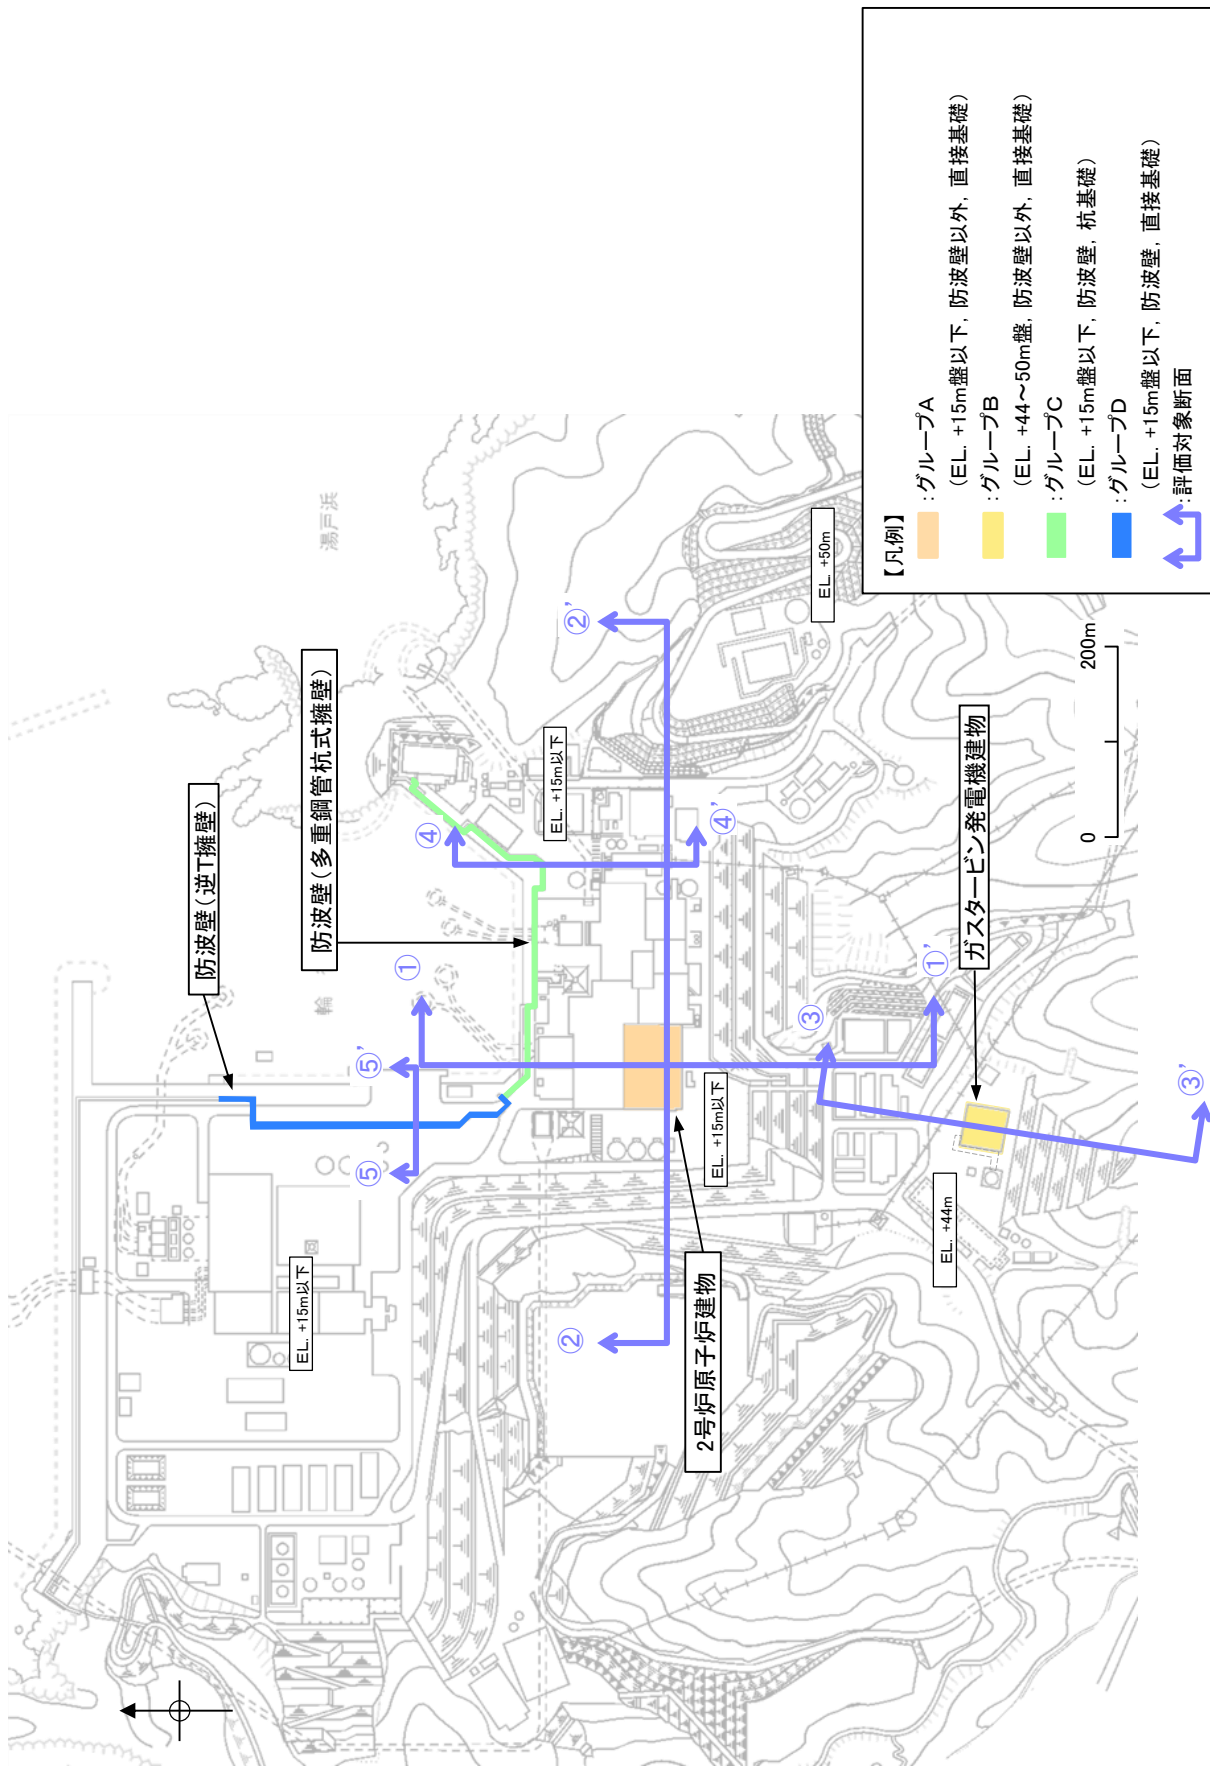 防波壁(逆T擁壁)
防波壁(多重鋼管杭式擁壁)
2号炉原子炉建物
ガスタービン発電機建物
湯戸浜
輪
EL. +15m以下
EL. +15m以下
EL. +15m以下
EL. +44m
EL. +50m
①
①’
②
②’
③
③’
④
④’
⑤
⑤’
0
200m
【凡例】
:グループA
(EL. +15m盤以下, 防波壁以外, 直接基礎)
:グループB
(EL. +44~50m盤, 防波壁以外, 直接基礎)
:グループC
(EL. +15m盤以下, 防波壁, 杭基礎)
:グループD
(EL. +15m盤以下, 防波壁, 直接基礎)
:評価対象断面